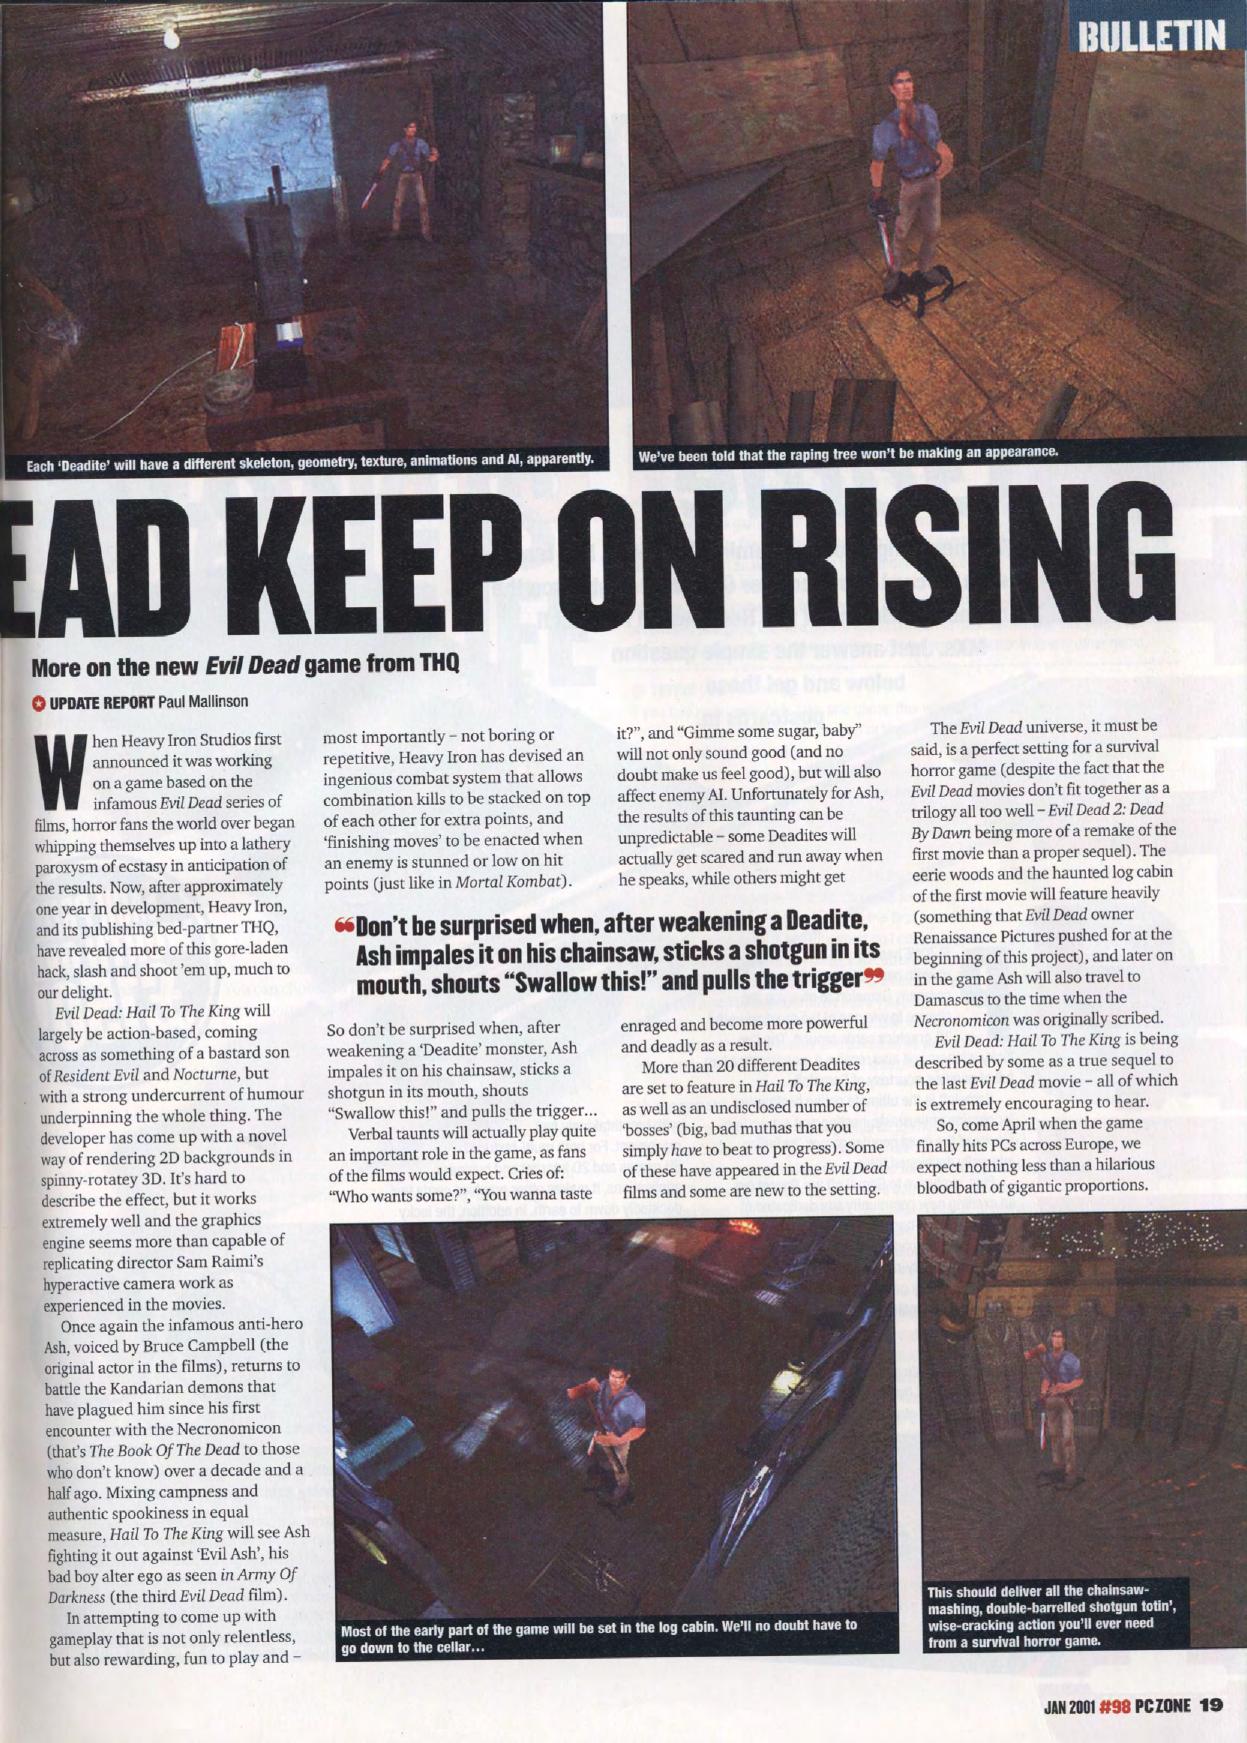 BULLETIN
Each ‘Deadite’ will have a different skeleton, geometry, texture, animations and AI, apparently.
We've been told that the raping tree won't be making an appearance.
EAD KEEP ON RISING
More on the new Evil Dead game from THQ
UPDATE REPORT Paul Mallinson
When Heavy Iron Studios first
announced it was working
on a game based on the
infamous Evil Dead series of
films, horror fans the world over began
whipping themselves up into a lathery
paroxysm of ecstasy in anticipation of
the results. Now, after approximately
one year in development, Heavy Iron,
and its publishing bed-partner THQ,
have revealed more of this gore-laden
hack, slash and shoot 'em up, much to
our delight.
Evil Dead: Hail To The King will
largely be action-based, coming
across as something of a bastard son
of Resident Evil and Nocturne, but
with a strong undercurrent of humour
underpinning the whole thing. The
developer has come up with a novel
way of rendering 2D backgrounds in
spinny-rotatey 3D. It's hard to
describe the effect, but it works
extremely well and the graphics
engine seems more than capable of
replicating director Sam Raimi's
hyperactive camera work as
experienced in the movies.
Once again the infamous anti-hero
Ash, voiced by Bruce Campbell (the
original actor in the films), returns to
battle the Kandarian demons that
have plagued him since his first
encounter with the Necronomicon
(that's The Book Of The Dead to those
who don't know) over a decade and a
half ago. Mixing campness and
authentic spookiness in equal
measure, Hail To The King will see Ash
fighting it out against ‘Evil Ash’, his
bad boy alter ego as seen in Army Of
Darkness (the third Evil Dead film).
In attempting to come up with
gameplay that is not only relentless,
but also rewarding, fun to play and –
most importantly – not boring or
repetitive, Heavy Iron has devised an
ingenious combat system that allows
combination kills to be stacked on top
of each other for extra points, and
‘finishing moves’ to be enacted when
an enemy is stunned or low on hit
points (just like in Mortal Kombat).
“Don't be surprised when, after weakening a Deadite,
Ash impales it on his chainsaw, sticks a shotgun in its
mouth, shouts “Swallow this!” and pulls the trigger”
So don't be surprised when, after
weakening a ‘Deadite’ monster, Ash
impales it on his chainsaw, sticks a
shotgun in its mouth, shouts
“Swallow this!” and pulls the trigger...
Verbal taunts will actually play quite
an important role in the game, as fans
of the films would expect. Cries of:
“Who wants some?”, “You wanna taste
it?”, and “Gimme some sugar, baby”
will not only sound good (and no
doubt make us feel good), but will also
affect enemy AI. Unfortunately for Ash,
the results of this taunting can be
unpredictable – some Deadites will
actually get scared and run away when
he speaks, while others might get
enraged and become more powerful
and deadly as a result.
More than 20 different Deadites
are set to feature in Hail To The King,
as well as an undisclosed number of
‘bosses’ (big, bad muthas that you
simply have to beat to progress). Some
of these have appeared in the Evil Dead
films and some are new to the setting.
The Evil Dead universe, it must be
said, is a perfect setting for a survival
horror game (despite the fact that the
Evil Dead movies don't fit together as a
trilogy all too well – Evil Dead 2: Dead
By Dawn being more of a remake of the
first movie than a proper sequel). The
eerie woods and the haunted log cabin
of the first movie will feature heavily
(something that Evil Dead owner
Renaissance Pictures pushed for at the
beginning of this project), and later on
in the game Ash will also travel to
Damascus to the time when the
Necronomicon was originally scribed.
Evil Dead: Hail To The King is being
described by some as a true sequel to
the last Evil Dead movie – all of which
is extremely encouraging to hear.
So, come April when the game
finally hits PCs across Europe, we
expect nothing less than a hilarious
bloodbath of gigantic proportions.
Most of the early part of the game will be set in the log cabin. We'll no doubt have to
go down to the cellar...
This should deliver all the chainsaw-
mashing, double-barrelled shotgun totin',
wise-cracking action you'll ever need
from a survival horror game.
JAN 2001 #98 PC ZONE 19